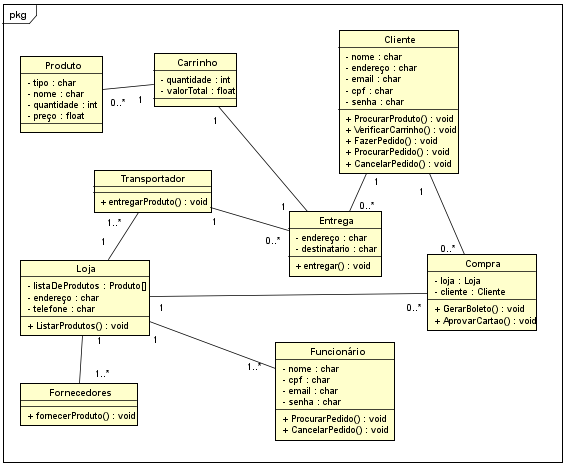 pkg
Produto
- tipo : char
- nome : char
- quantidade : int
- preço : float
0..*
1
Carrinho
- quantidade : int
- valorTotal : float
1
Cliente
- nome : char
- endereço : char
- email : char
- cpf : char
- senha : char
+ ProcurarProduto() : void
+ VerificarCarrinho() : void
+ FazerPedido() : void
+ ProcurarPedido() : void
+ CancelarPedido() : void
1
1
Transportador
+ entregarProduto() : void
1..*
1
1
0..*
0..*
Entrega
- endereço : char
- destinatario : char
+ entregar() : void
0..*
Compra
- loja : Loja
- cliente : Cliente
+ GerarBoleto() : void
+ AprovarCartao() : void
1
Loja
- listaDeProdutos : Produto[]
- endereço : char
- telefone : char
+ ListarProdutos() : void
1
0..*
1
1
1..*
1..*
Fornecedores
+ fornecerProduto() : void
Funcionário
- nome : char
- cpf : char
- email : char
- senha : char
+ ProcurarPedido() : void
+ CancelarPedido() : void